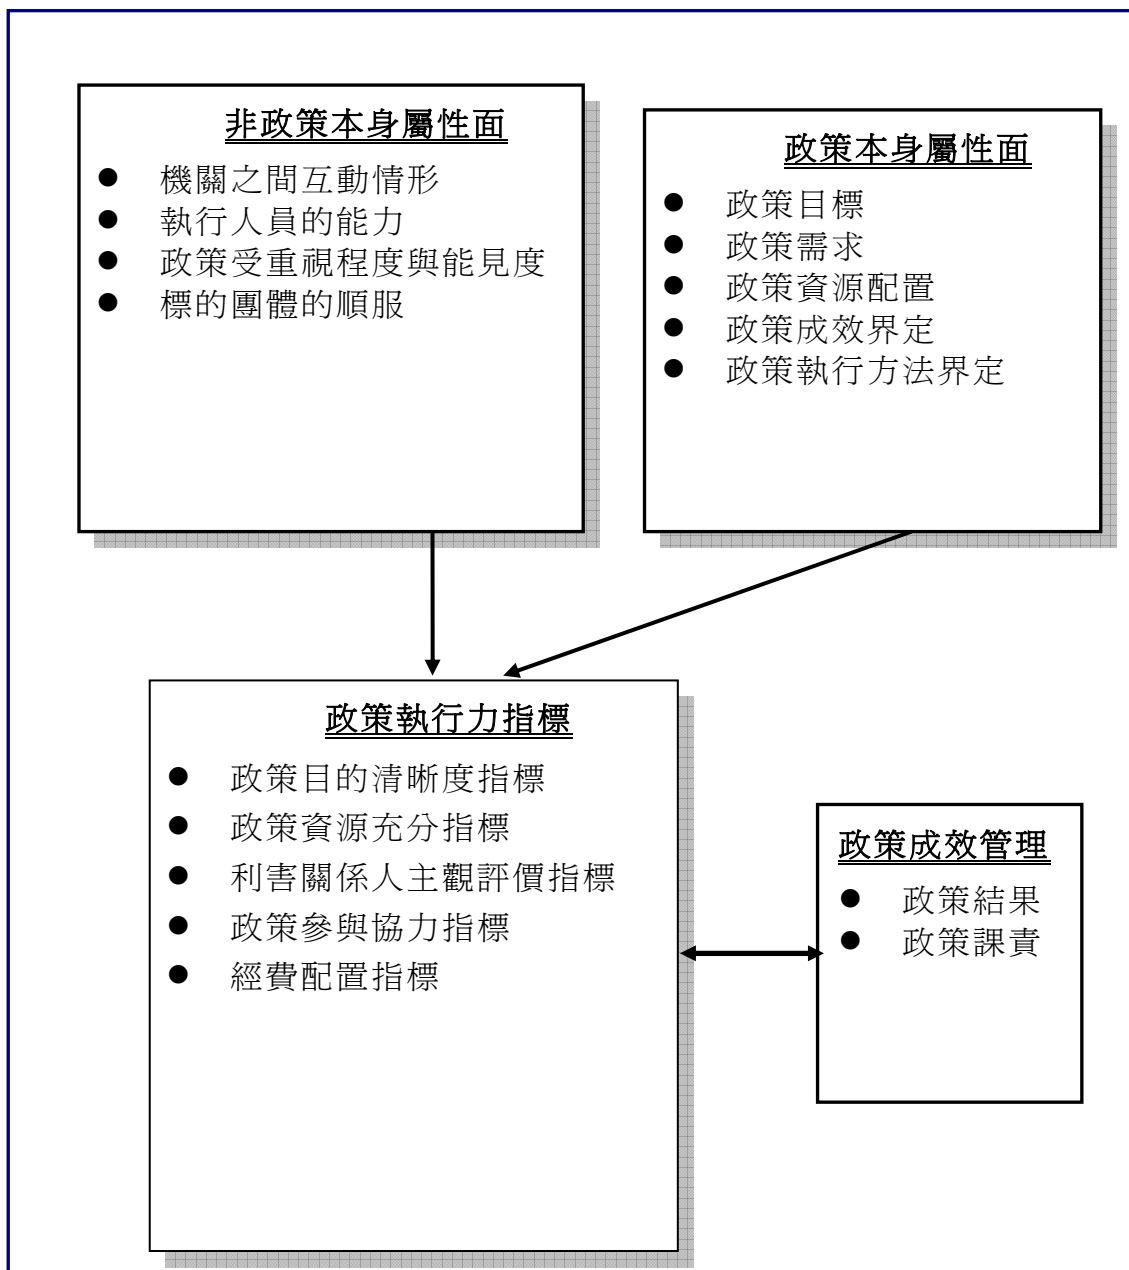 非政策本身屬性面
● 機關之間互動情形
● 執行人員的能力
● 政策受重視程度與能見度
● 標的團體的順服
政策本身屬性面
● 政策目標
● 政策需求
● 政策資源配置
● 政策成效界定
● 政策執行方法界定
政策執行力指標
● 政策目的清晰度指標
● 政策資源充分指標
● 利害關係人主觀評價指標
● 政策參與協力指標
● 經費配置指標
政策成效管理
● 政策結果
● 政策課責